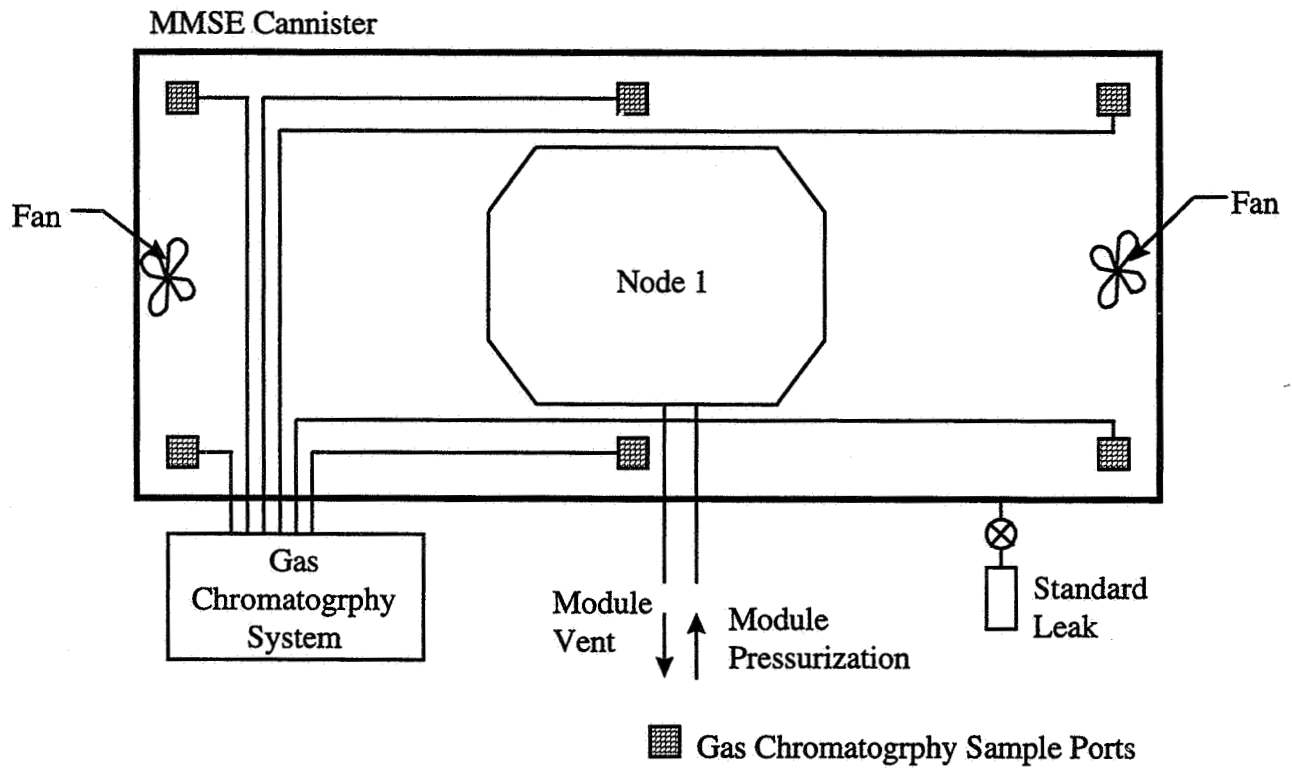 MMSE Cannister
Fan
Fan
Node 1
Gas
Chromatogrphy
System
Module
Vent
Module
Pressurization
Standard
Leak
Gas Chromatogrphy Sample Ports